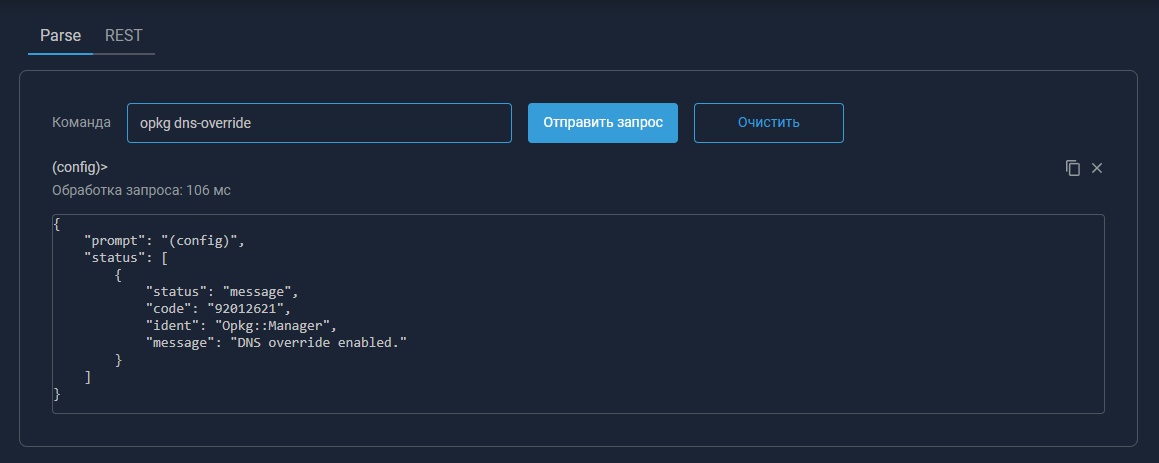 Parse REST
Команда opkg dns-override Отправить запрос Очистить
(config)>
Обработка запроса: 106 мс
{
    "prompt": "(config)",
    "status": [
        {
            "status": "message",
            "code": "92012621",
            "ident": "Opkg::Manager",
            "message": "DNS override enabled."
        }
    ]
}